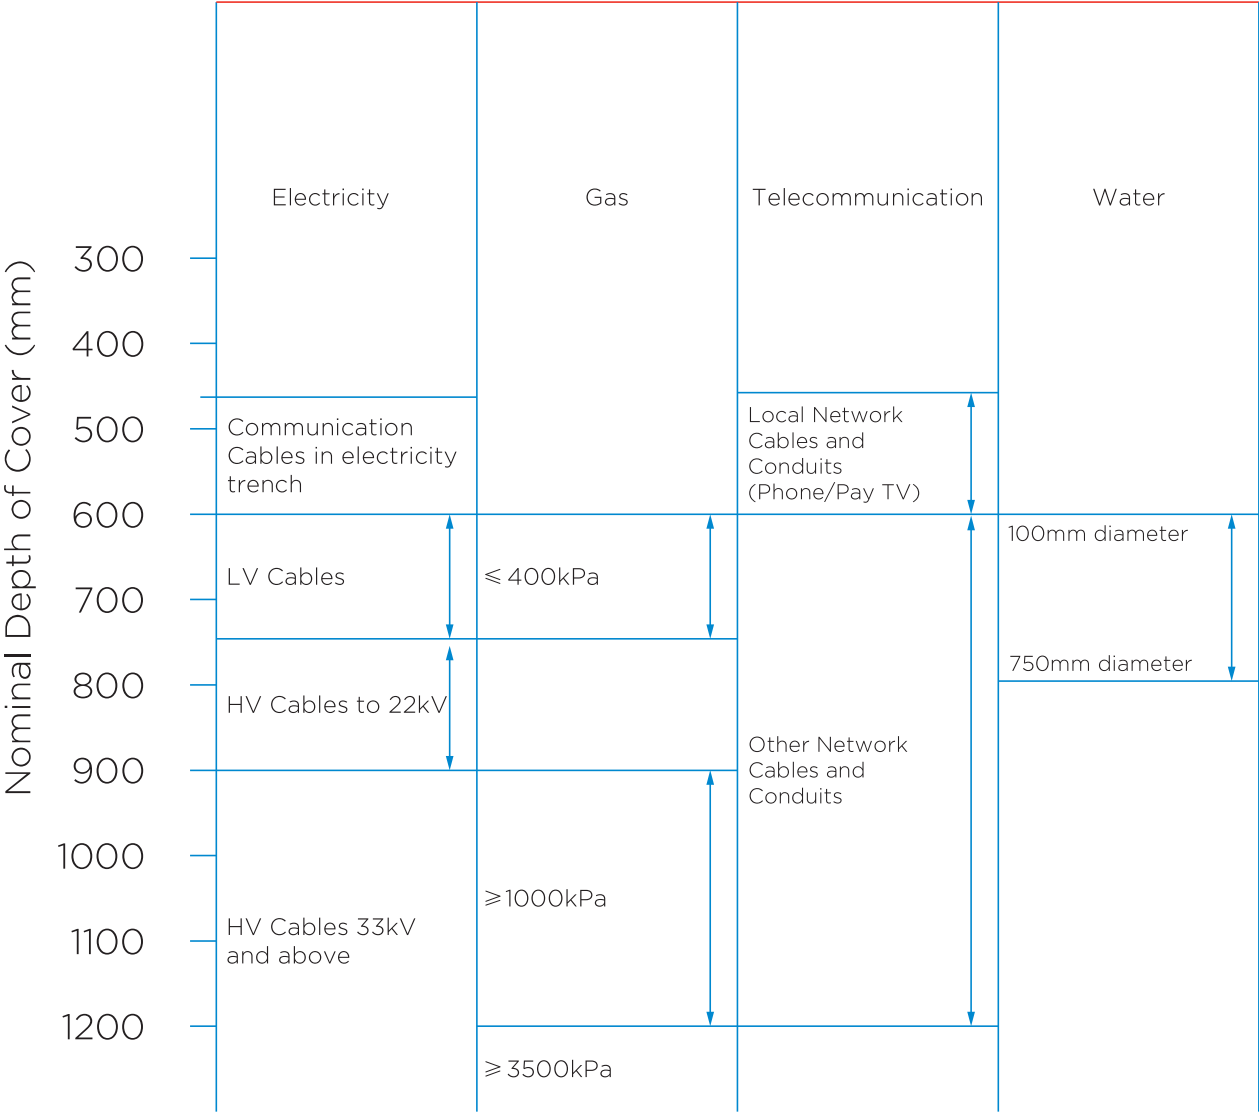 Electricity
Gas
Telecommunication
Water
Nominal Depth of Cover (mm)
300
400
500
600
700
800
900
1000
1100
1200
Communication
Cables in electricity
trench
LV Cables
HV Cables to 22kV
HV Cables 33kV
and above
⩽ 400kPa
⩾1000kPa
⩾ 3500kPa
Local Network
Cables and
Conduits
(Phone/Pay TV)
Other Network
Cables and
Conduits
100mm diameter
750mm diameter